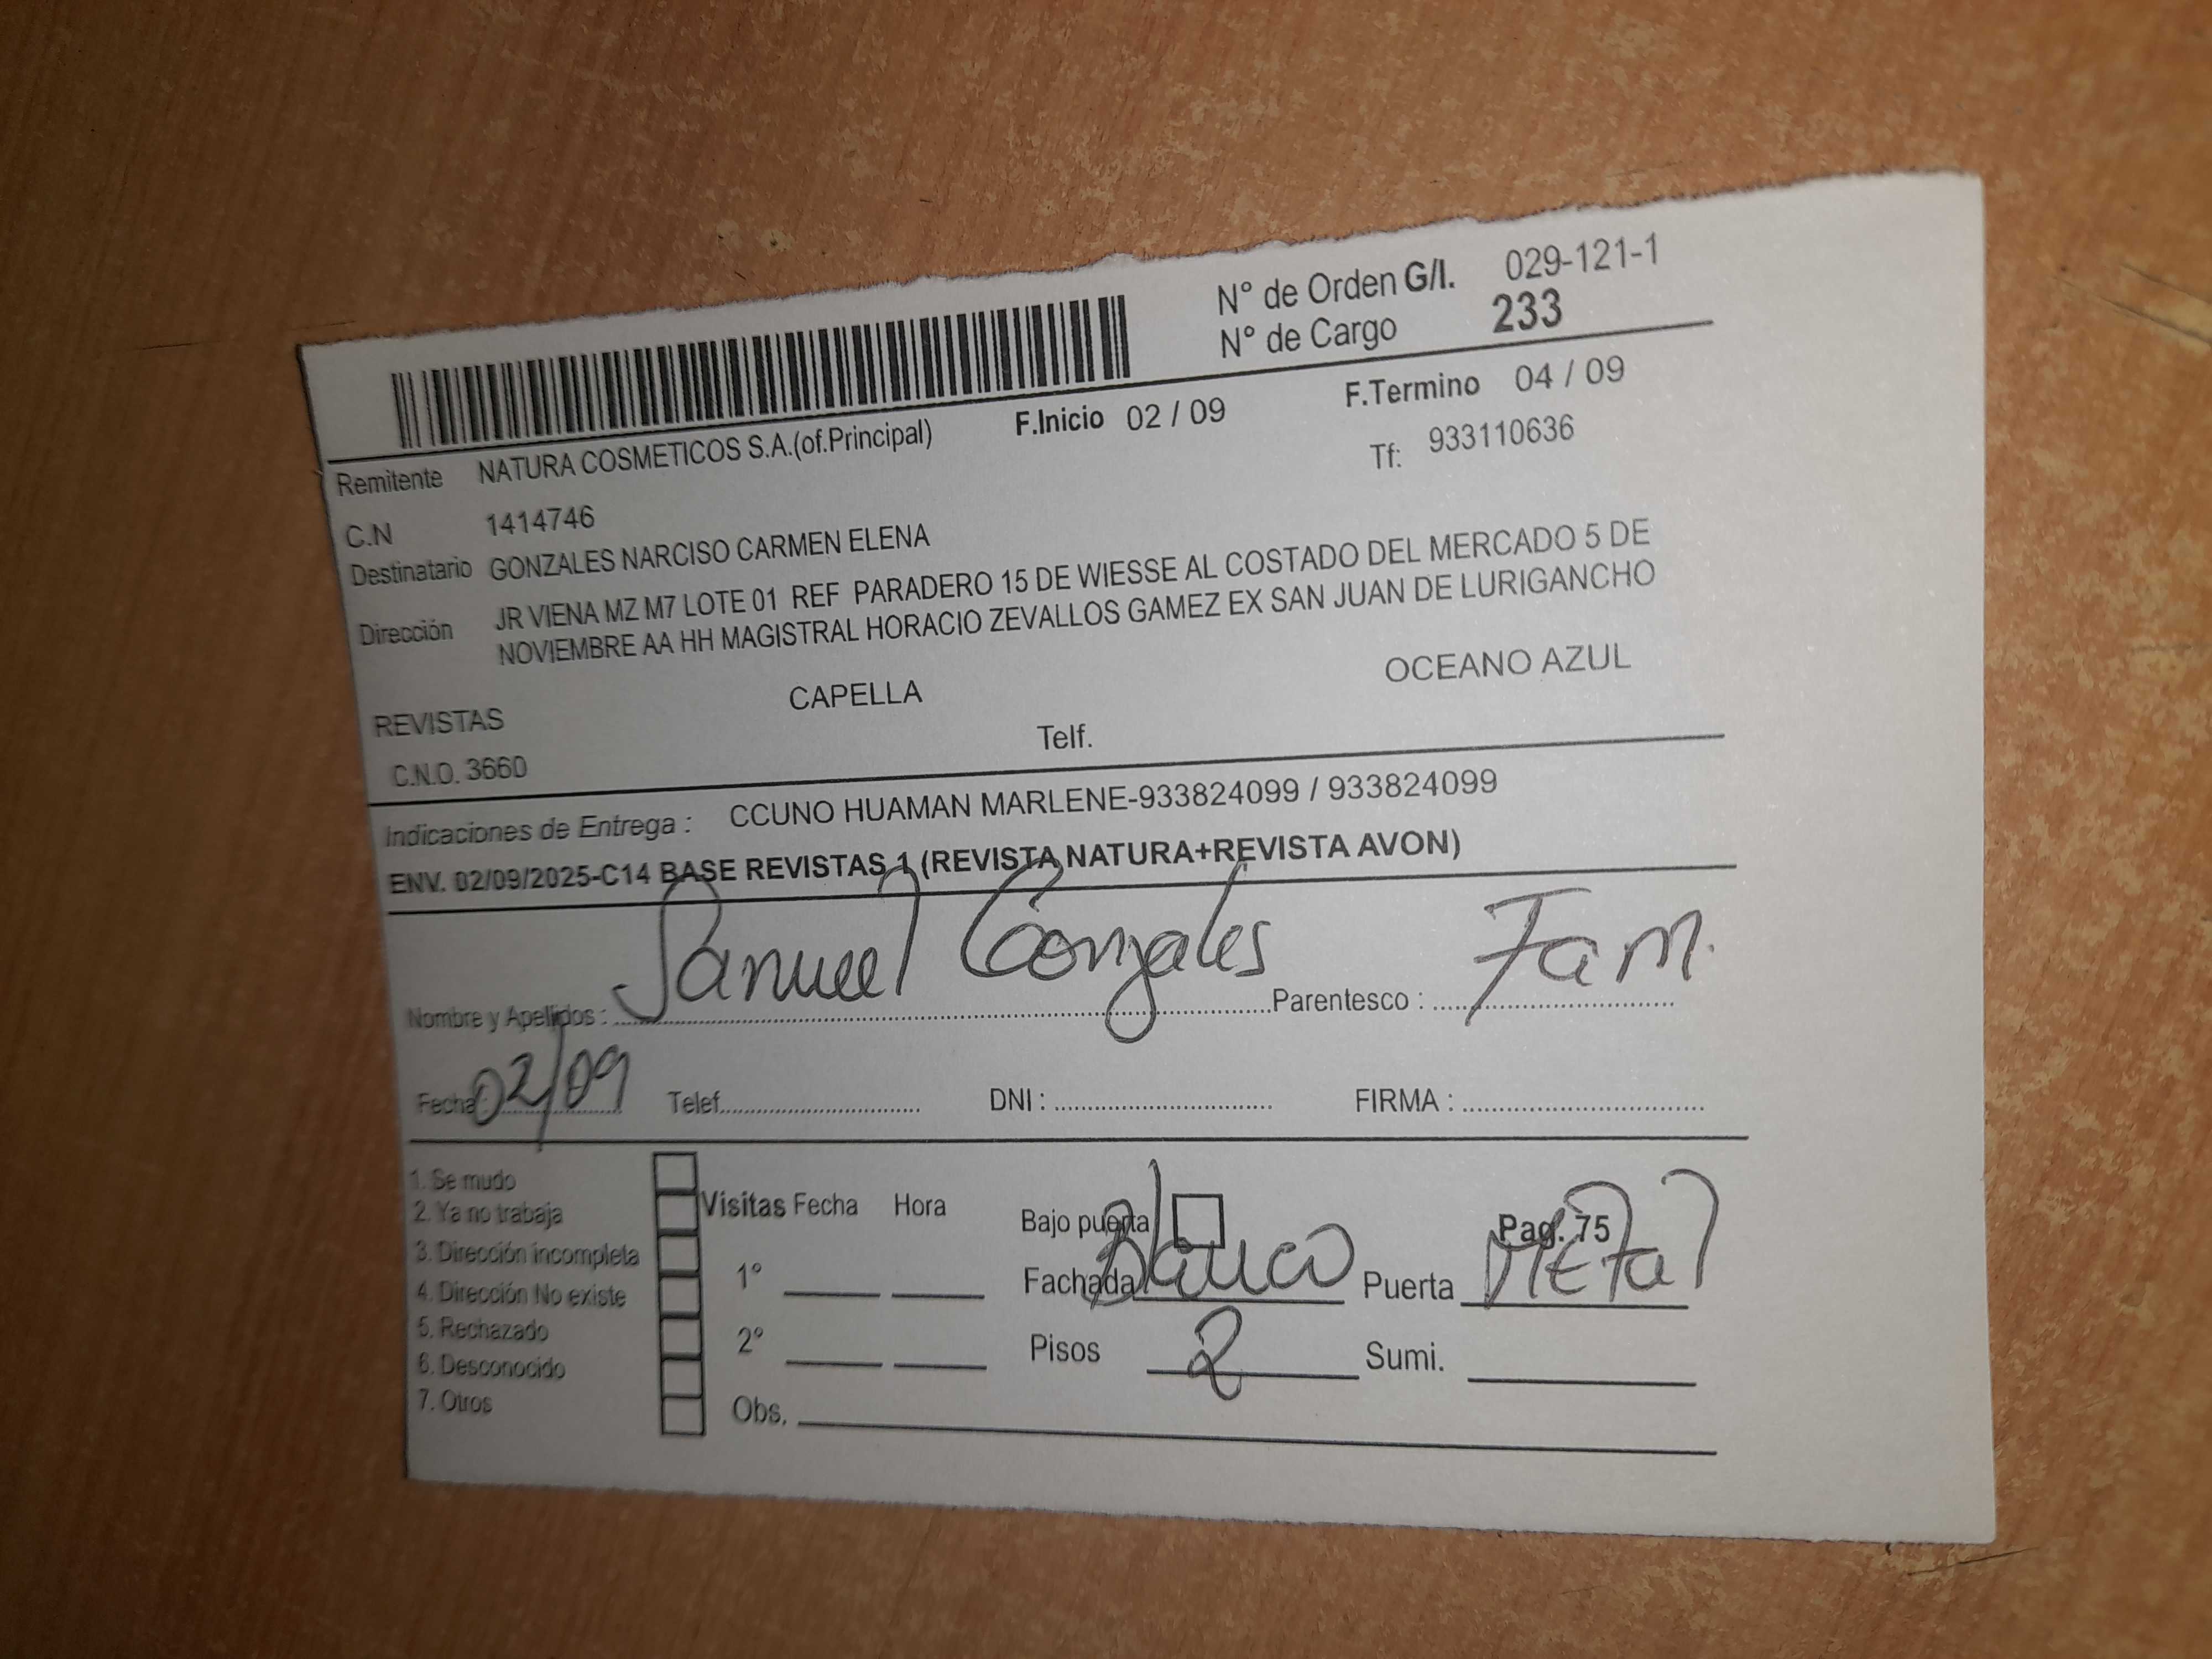 N° de Orden G/I. 029-121-1
N° de Cargo 233
F.Inicio 02 / 09 F.Termino 04 / 09
Remitente NATURA COSMETICOS S.A.(of.Principal) Tf: 933110636
C.N 1414746
Destinatario GONZALES NARCISO CARMEN ELENA
Dirección JR VIENA MZ M7 LOTE 01 REF PARADERO 15 DE WIESSE AL COSTADO DEL MERCADO 5 DE
NOVIEMBRE AA HH MAGISTRAL HORACIO ZEVALLOS GAMEZ EX SAN JUAN DE LURIGANCHO
REVISTAS CAPELLA OCEANO AZUL
C.N.O. 3660 Telf.
Indicaciones de Entrega : CCUNO HUAMAN MARLENE-933824099 / 933824099
ENV. 02/09/2025-C14 BASE REVISTAS 1 (REVISTA NATURA+REVISTA AVON)
Nombre y Apellidos : Gonzales Parentesco : Fam.
Fecha : 02/09 Telef. DNI : FIRMA :
1. Se mudo
2. Ya no trabaja
3. Dirección incompleta
4. Dirección No existe
5. Rechazado
6. Desconocido
7. Otros
Visitas Fecha Hora
1°
2°
Obs.
Bajo puerta Pag. 75
Fachada Blanco Puerta Metal
Pisos 2 Sumi.